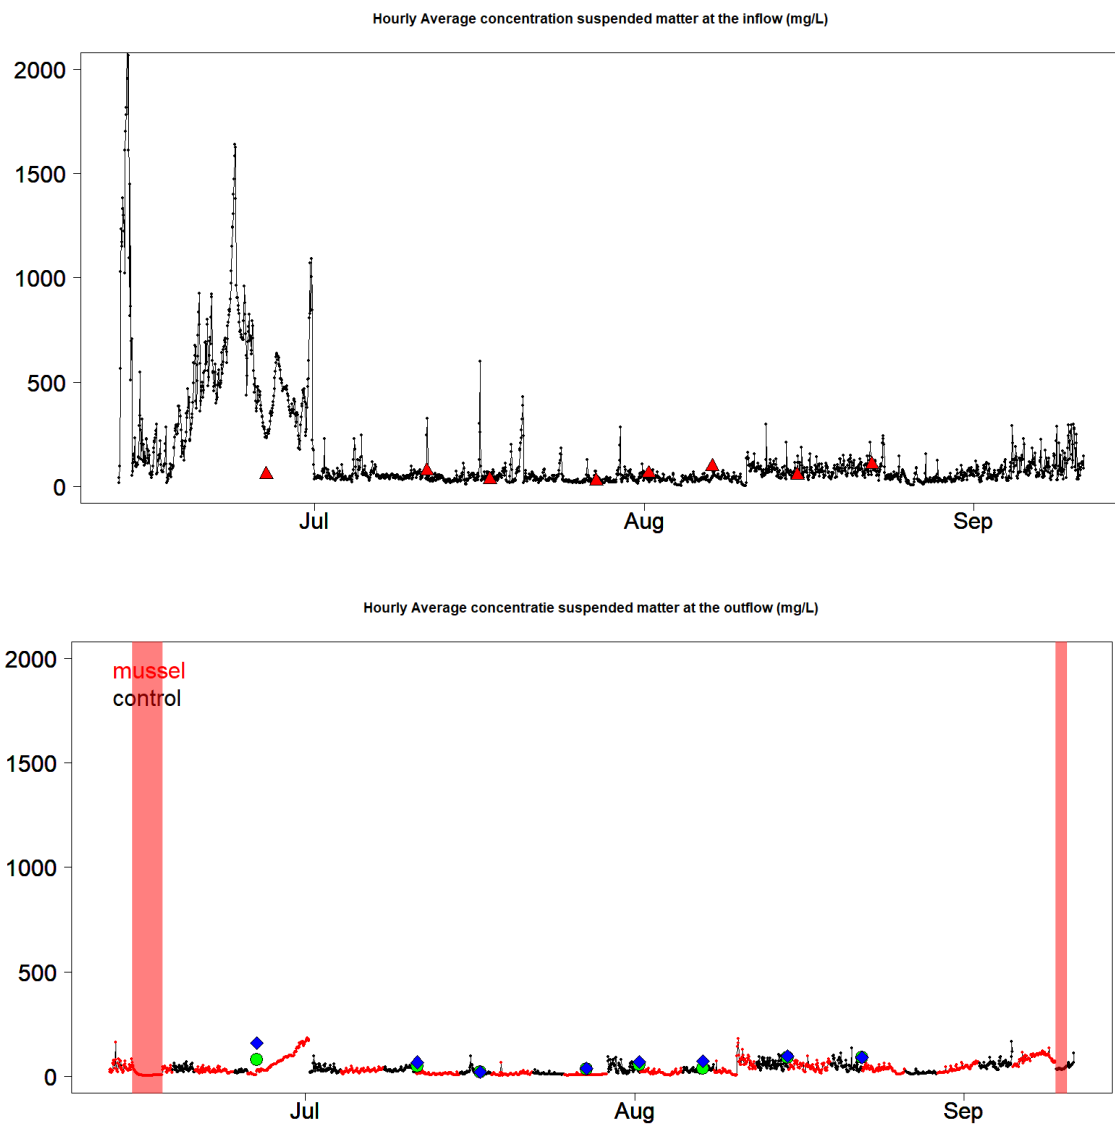 Hourly Average concentration suspended matter at the inflow (mg/L)
2000
1500
1000
500
0
Jul Aug Sep
Hourly Average concentratie suspended matter at the outflow (mg/L)
2000
mussel
control
1500
1000
500
0
Jul Aug Sep